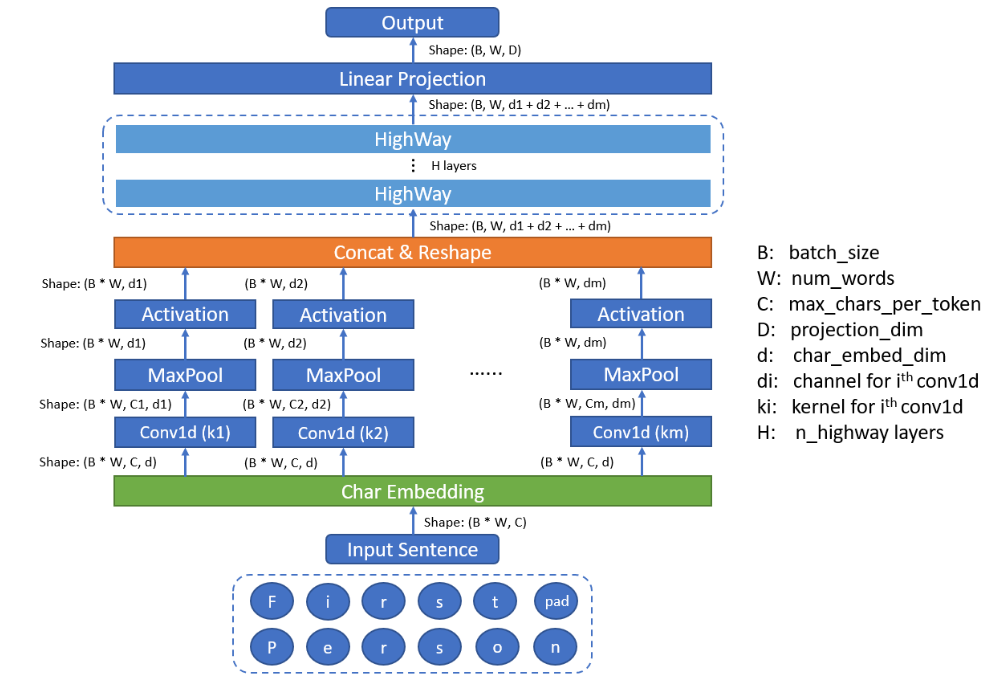 Output
Shape: (B, W, D)
Linear Projection
Shape: (B, W, d1 + d2 + ... + dm)
HighWay
⋮ H layers
HighWay
Shape: (B, W, d1 + d2 + ... + dm)
Concat & Reshape
Shape: (B * W, d1) (B * W, d2) (B * W, dm)
Activation Activation Activation
Shape: (B * W, d1) (B * W, d2) (B * W, dm)
MaxPool MaxPool ...... MaxPool
Shape: (B * W, C1, d1) (B * W, C2, d2) (B * W, Cm, dm)
Conv1d (k1) Conv1d (k2) Conv1d (km)
Shape: (B * W, C, d) (B * W, C, d) (B * W, C, d)
Char Embedding
Shape: (B * W, C)
Input Sentence
F i r s t pad
P e r s o n
B: batch_size
W: num_words
C: max_chars_per_token
D: projection_dim
d: char_embed_dim
di: channel for iᵗʰ conv1d
ki: kernel for iᵗʰ conv1d
H: n_highway layers